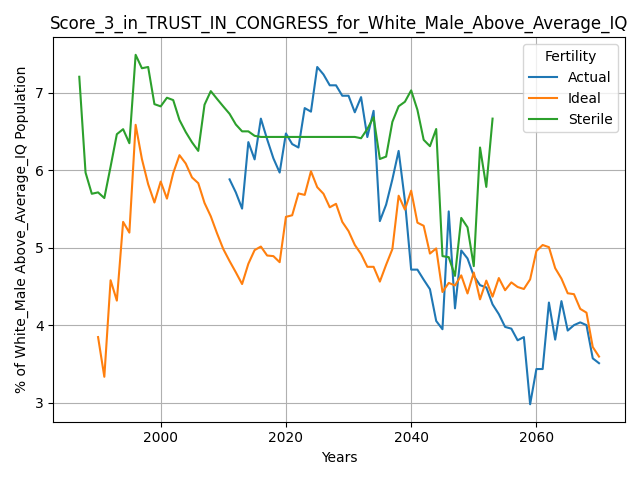 Score_3_in_TRUST_IN_CONGRESS_for_White_Male_Above_Average_IQ
% of White_Male Above_Average_IQ Population
7
6
5
4
3
Fertility
Actual
Ideal
Sterile
2000
2020
2040
2060
Years